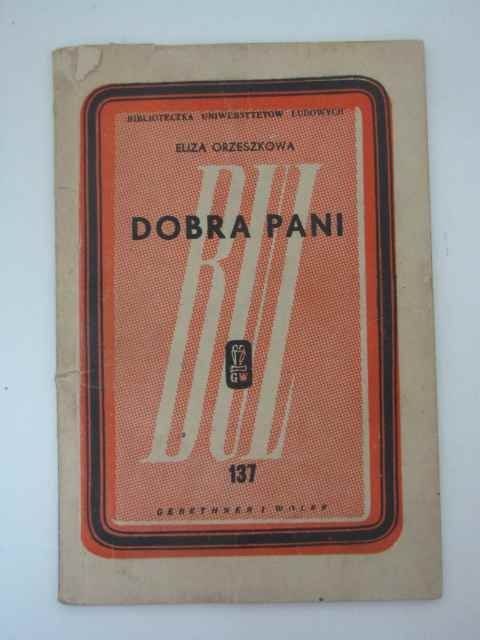 BIBLIOTECZKA UNIWERSYTETÓW LUDOWYCH
ELIZA ORZESZKOWA
BUL
DOBRA PANI
GW
137
GEBETHNER I WOLFF